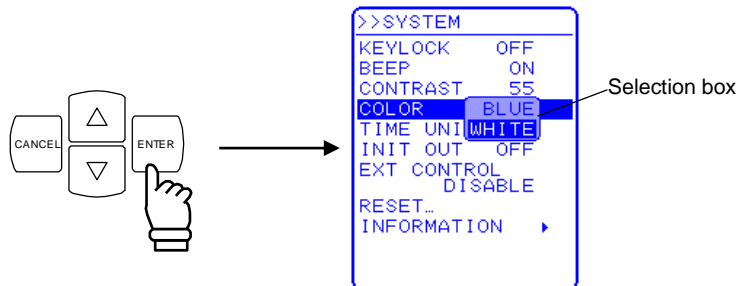 CANCEL
ENTER
>>SYSTEM
KEYLOCK OFF
BEEP ON
CONTRAST 55
COLOR BLUE
TIME UNI WHITE
INIT OUT OFF
EXT CONTROL
DISABLE
RESET…
INFORMATION
Selection box